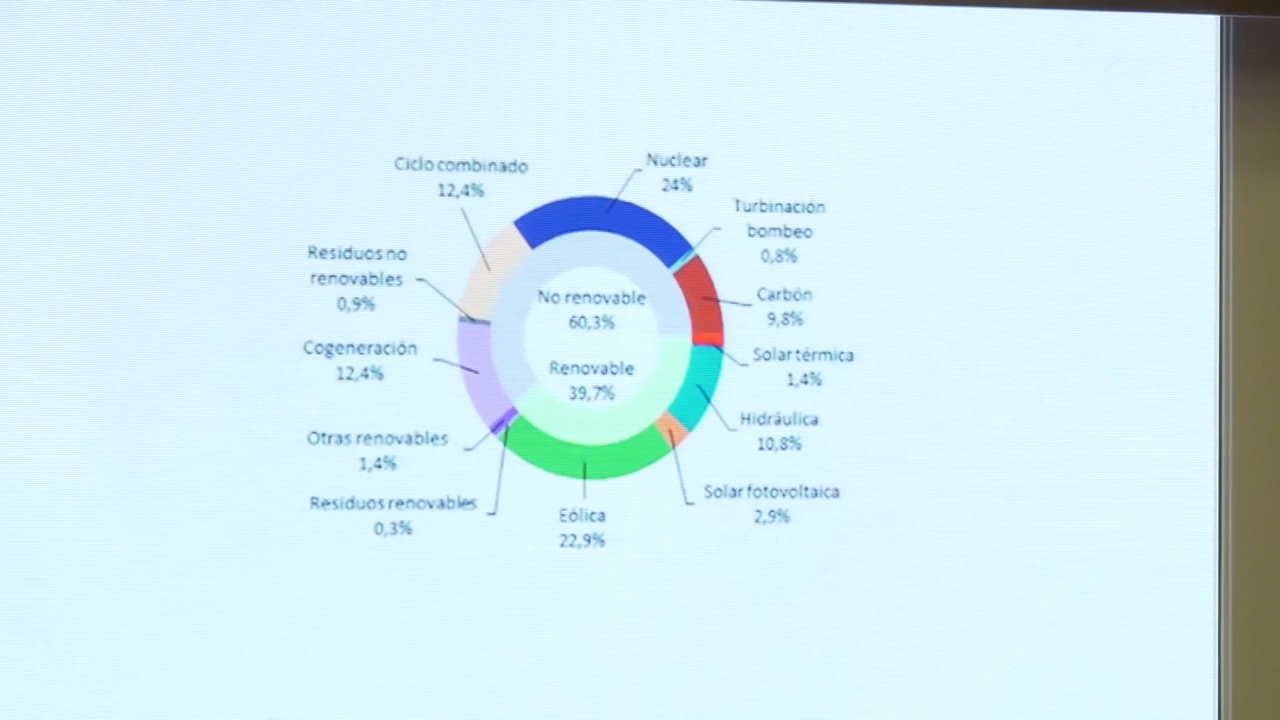 Ciclo combinado
12,4%
Nuclear
24%
Turbinación
bombeo
0,8%
Residuos no
renovables
0,9%
Carbón
9,8%
No renovable
60,3%
Cogeneración
12,4%
Solar térmica
1,4%
Renovable
39,7%
Hidráulica
10,8%
Otras renovables
1,4%
Residuos renovables
0,3%
Solar fotovoltaica
2,9%
Eólica
22,9%